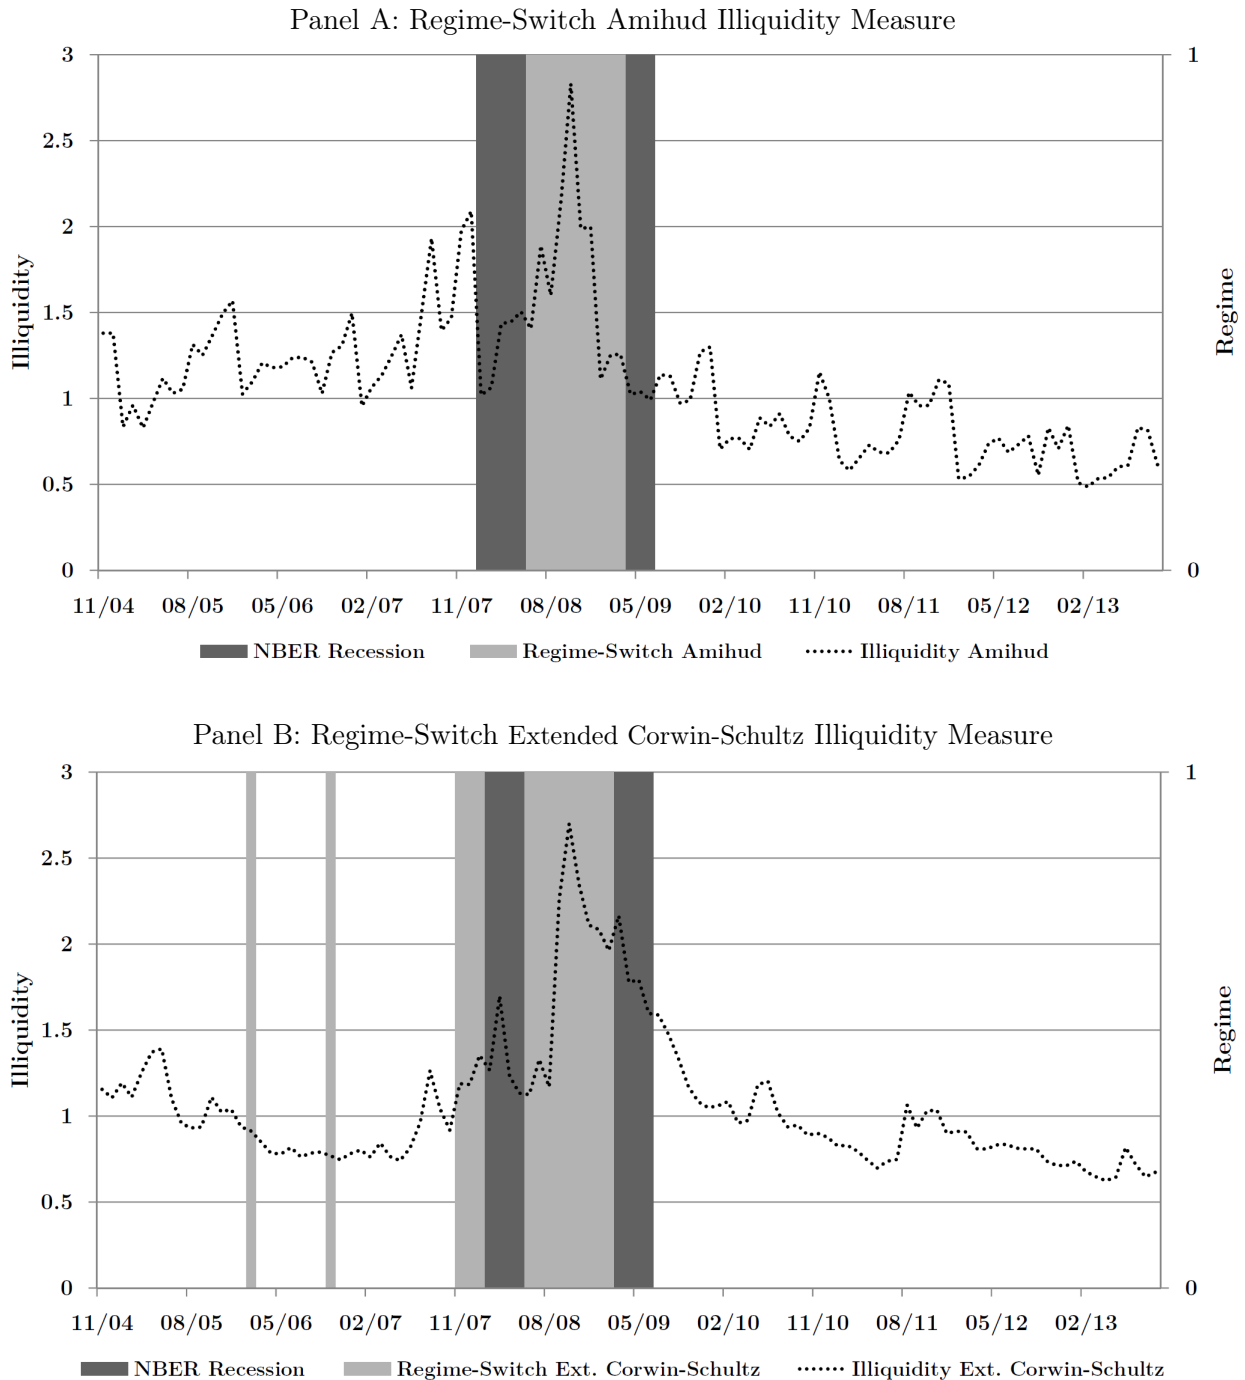 Panel A: Regime-Switch Amihud Illiquidity Measure
3
2.5
2
1.5
1
0.5
0
Illiquidity
1
0
Regime
11/04 08/05 05/06 02/07 11/07 08/08 05/09 02/10 11/10 08/11 05/12 02/13
NBER Recession Regime-Switch Amihud Illiquidity Amihud
Panel B: Regime-Switch Extended Corwin-Schultz Illiquidity Measure
3
2.5
2
1.5
1
0.5
0
Illiquidity
1
0
Regime
11/04 08/05 05/06 02/07 11/07 08/08 05/09 02/10 11/10 08/11 05/12 02/13
NBER Recession Regime-Switch Ext. Corwin-Schultz Illiquidity Ext. Corwin-Schultz